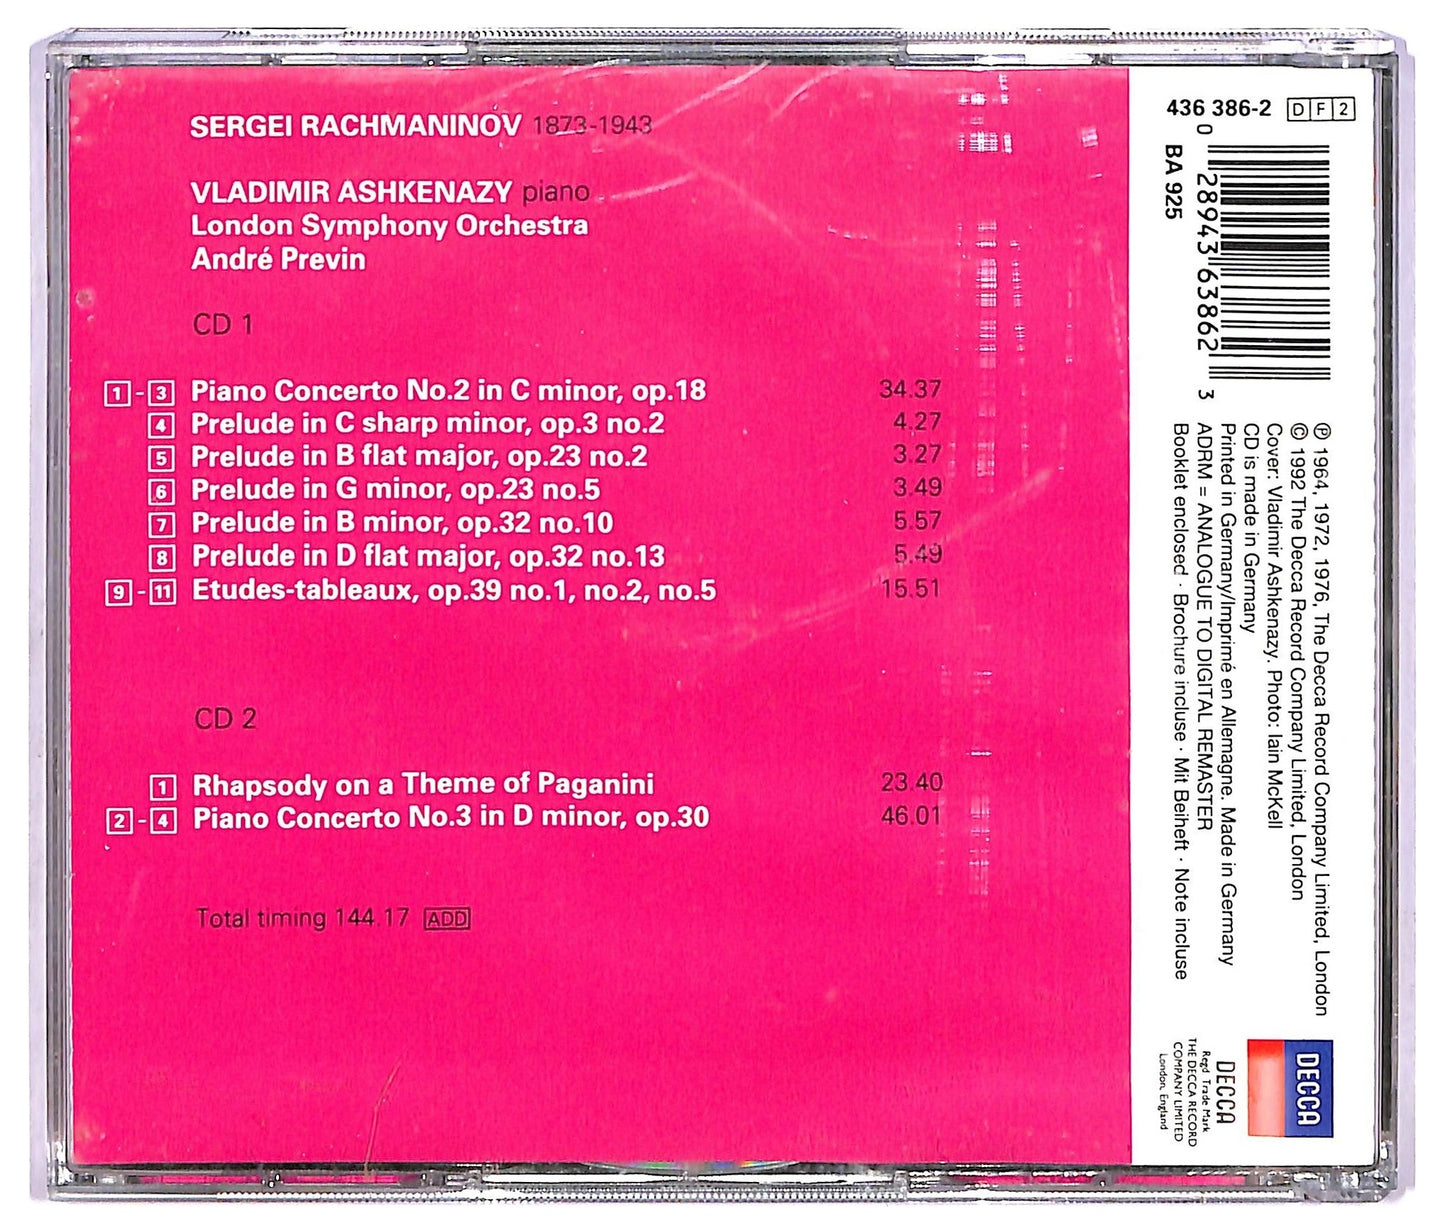 SERGEI RACHMANINOV 1873-1943
VLADIMIR ASHKENAZY piano
London Symphony Orchestra
André Previn
CD 1
1 - 3 Piano Concerto No.2 in C minor, op.18 34.37
4 Prelude in C sharp minor, op.3 no.2 4.27
5 Prelude in B flat major, op.23 no.2 3.27
6 Prelude in G minor, op.23 no.5 3.49
7 Prelude in B minor, op.32 no.10 5.57
8 Prelude in D flat major, op.32 no.13 5.49
9 - 11 Etudes-tableaux, op.39 no.1, no.2, no.5 15.51
CD 2
1 Rhapsody on a Theme of Paganini 23.40
2 - 4 Piano Concerto No.3 in D minor, op.30 46.01
Total timing 144.17 ADD
436 386-2 D F 2
0 28943 63862 3
BA 925
℗ 1964, 1972, 1976, The Decca Record Company Limited, London
© 1992 The Decca Record Company Limited, London
Cover: Vladimir Ashkenazy. Photo: Iain McKell
CD is made in Germany
Printed in Germany/Imprimé en Allemagne. Made in Germany
ADRM = ANALOGUE TO DIGITAL REMASTER
Booklet enclosed · Brochure incluse · Mit Beiheft · Note incluse
DECCA
DECCA
Regd Trade Mark
THE DECCA RECORD
COMPANY LIMITED
London, England